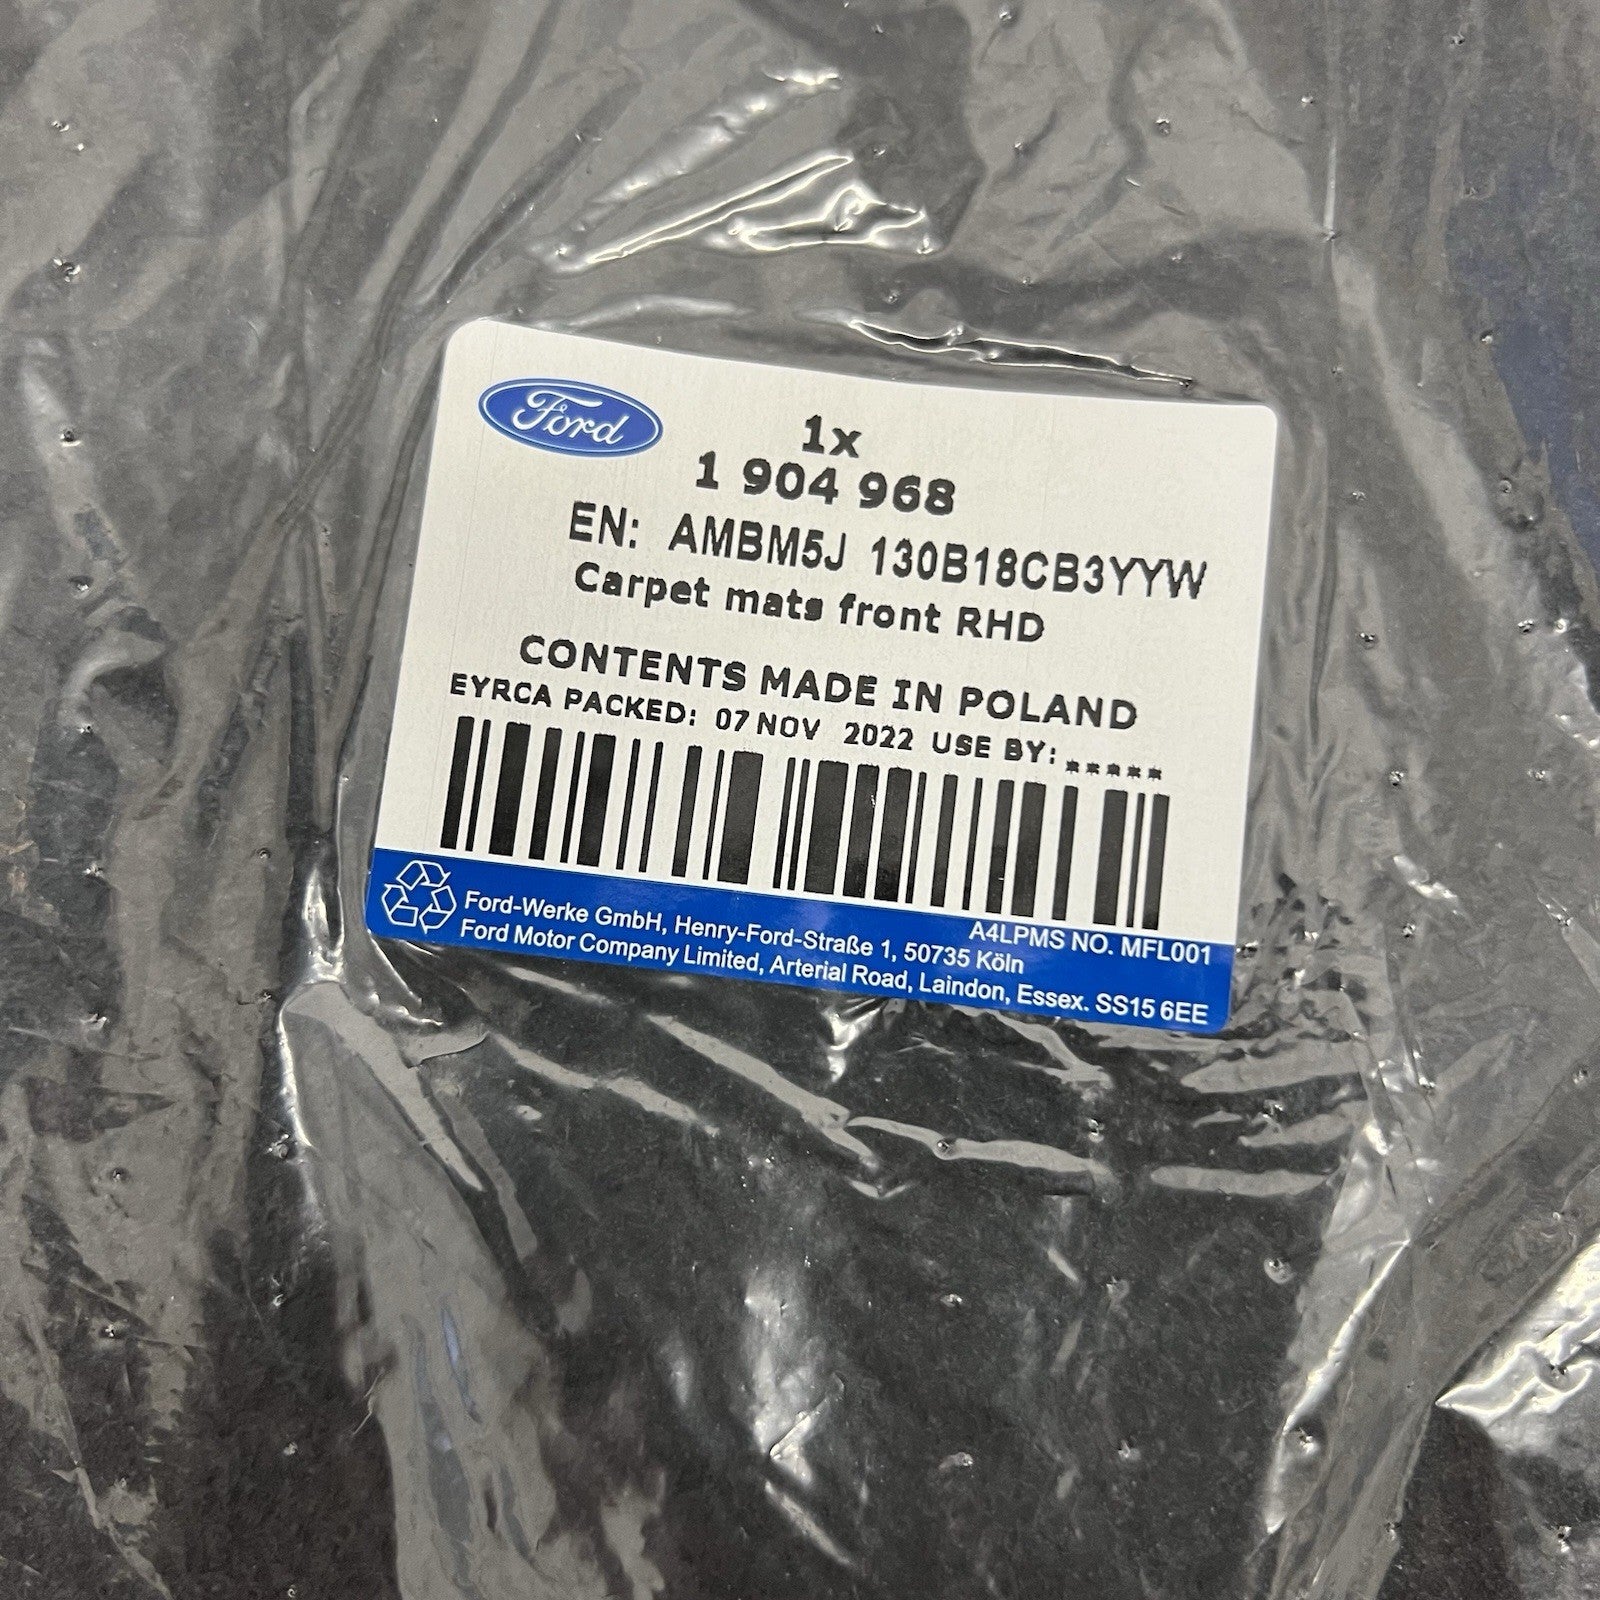 Ford
1x
1 904 968
EN: AMBM5J 130B18CB3YYW
Carpet mats front RHD
CONTENTS MADE IN POLAND
EYRCA PACKED: 07 NOV 2022 USE BY: *****
A4LPMS NO. MFL001
Ford-Werke GmbH, Henry-Ford-Straße 1, 50735 Köln
Ford Motor Company Limited, Arterial Road, Laindon, Essex. SS15 6EE